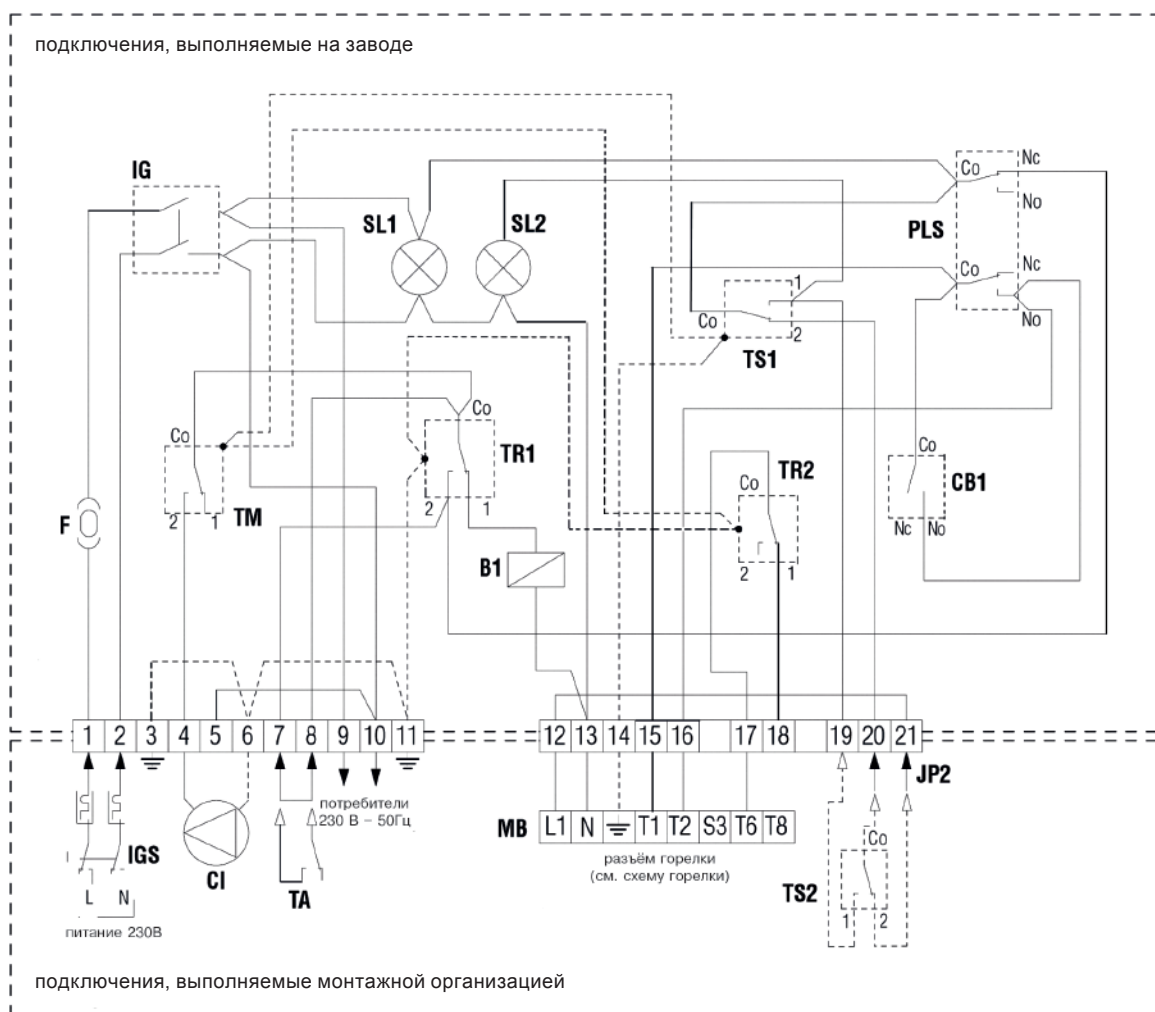 подключения, выполняемые на заводе
IG
Co
Nc
No
SL1
SL2
PLS
Co
Nc
No
1
Co
2
TS1
Co
Co
TR1
Co
TR2
Co
CB1
F
2
1
TM
2
1
Nc
No
B1
2
1
1 2 3 4 5 6 7 8 9 10 11
12 13 14 15 16 17 18 19 20 21
JP2
потребители
230 В – 50Гц
MB
L1 N T1 T2 S3 T6 T8
I
IGS
CI
TA
разъём горелки
(см. схему горелки)
Co
TS2
L
N
1
2
питание 230В
подключения, выполняемые монтажной организацией